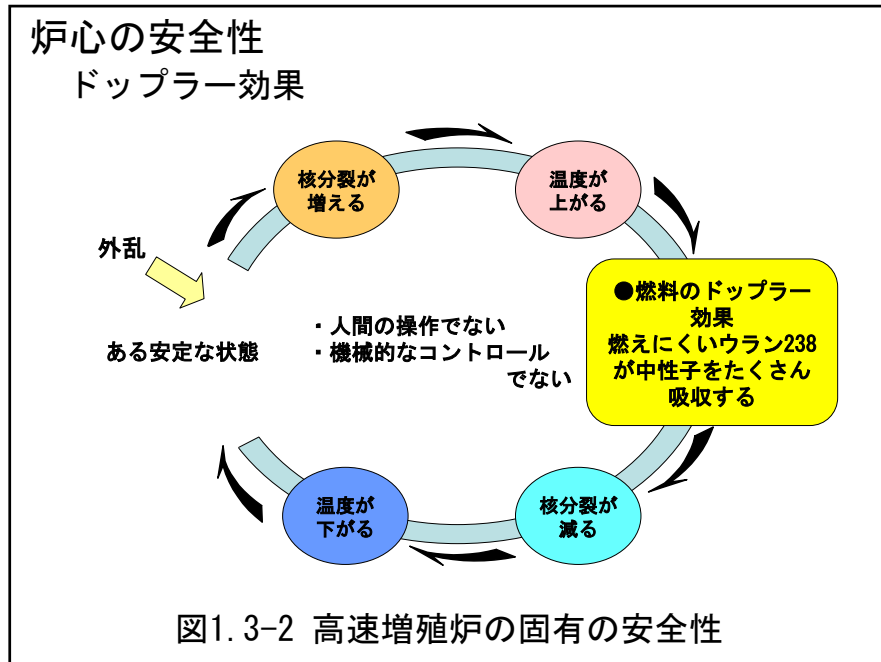 炉心の安全性
ドップラー効果
核分裂が
増える
温度が
上がる
外乱
●燃料のドップラー
効果
燃えにくいウラン238
が中性子をたくさん
吸収する
ある安定な状態
・人間の操作でない
・機械的なコントロール
でない
温度が
下がる
核分裂が
減る
図1.3-2 高速増殖炉の固有の安全性